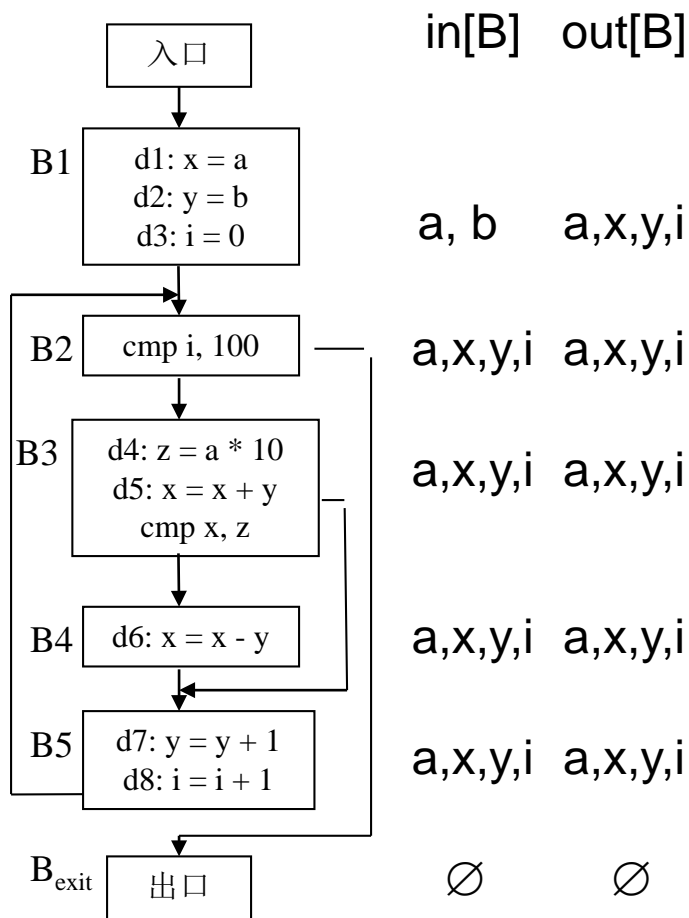 in[B] out[B]
入口
B1
d1: x = a
d2: y = b
d3: i = 0
a, b a,x,y,i
B2
cmp i, 100
a,x,y,i a,x,y,i
B3
d4: z = a * 10
d5: x = x + y
cmp x, z
a,x,y,i a,x,y,i
B4
d6: x = x - y
a,x,y,i a,x,y,i
B5
d7: y = y + 1
d8: i = i + 1
a,x,y,i a,x,y,i
Bexit
出口
∅ ∅